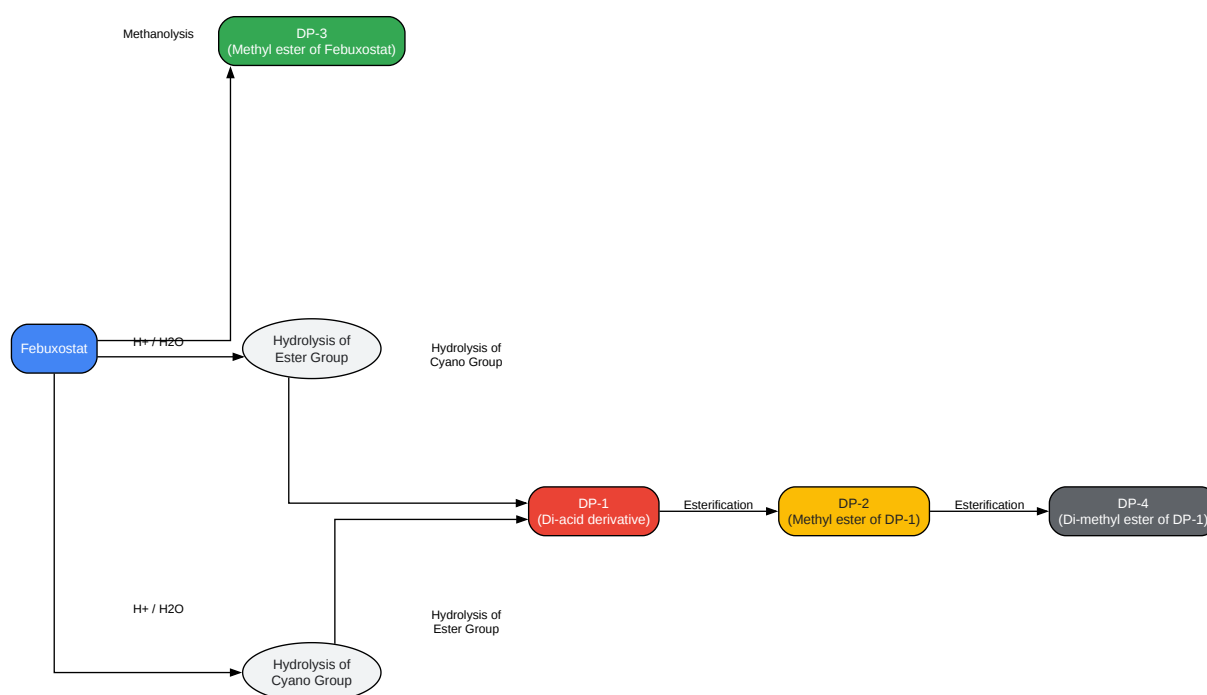 Methanolysis
DP-3
(Methyl ester of Febuxostat)
Febuxostat
H+ / H2O
Hydrolysis of
Ester Group
Hydrolysis of
Cyano Group
DP-1
(Di-acid derivative)
Esterification
DP-2
(Methyl ester of DP-1)
Esterification
DP-4
(Di-methyl ester of DP-1)
H+ / H2O
Hydrolysis of
Ester Group
Hydrolysis of
Cyano Group